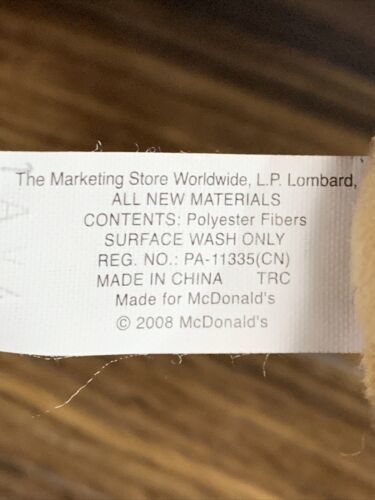 The Marketing Store Worldwide, L.P. Lombard,
ALL NEW MATERIALS
CONTENTS: Polyester Fibers
SURFACE WASH ONLY
REG. NO.: PA-11335(CN)
MADE IN CHINA TRC
Made for McDonald's
© 2008 McDonald's